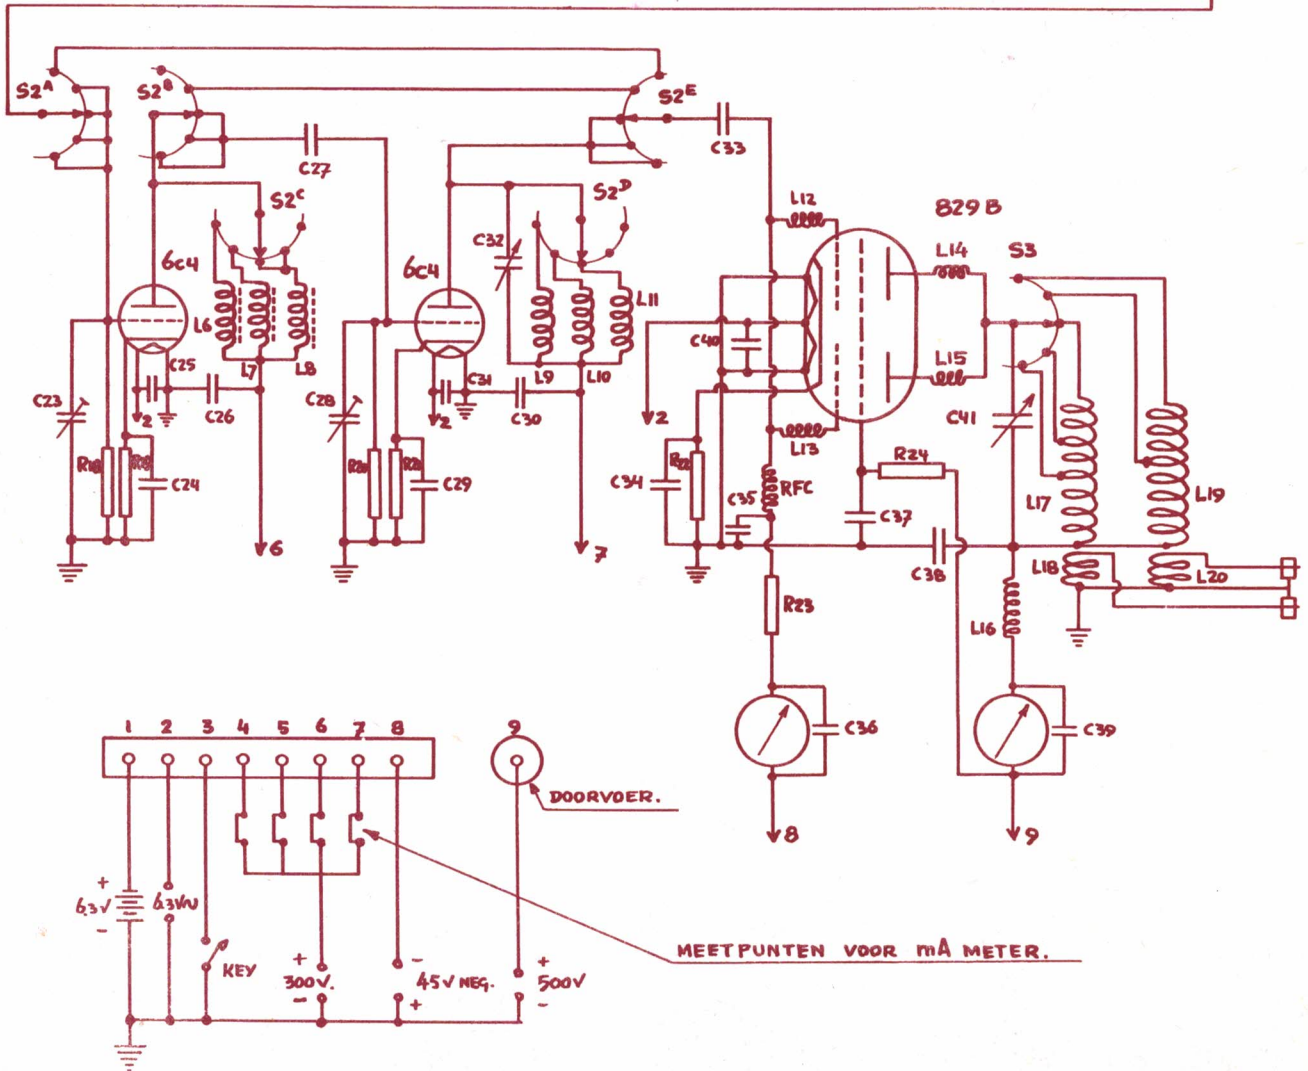 S2A
S2B
S2E
C33
C27
S2C
S2D
L12
829B
C32
L14
S3
6C4
6C4
L11
L6
C40
L15
C25
L7
L8
C31
L9
L10
C23
2
C26
C28
2
C30
2
L13
C41
R18
R19
C24
R20
R21
C29
C34
R22
C35
RFC
R24
C37
L17
L19
6
7
C38
L18
L20
R23
L16
1 2 3 4 5 6 7 8 9
C36
C39
DOORVOER.
8
9
+
6.3V
-
6.3V~
KEY
+
300V.
-
-
45V NEG.
+
+
500V
-
MEETPUNTEN VOOR mA METER.